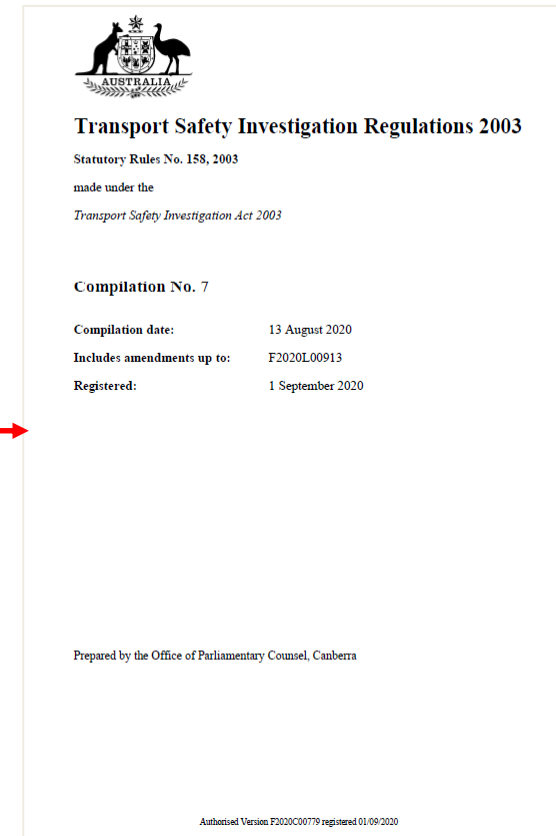 AUSTRALIA
Transport Safety Investigation Regulations 2003
Statutory Rules No. 158, 2003
made under the
Transport Safety Investigation Act 2003
Compilation No. 7
Compilation date: 13 August 2020
Includes amendments up to: F2020L00913
Registered: 1 September 2020
Prepared by the Office of Parliamentary Counsel, Canberra
Authorised Version F2020C00779 registered 01/09/2020